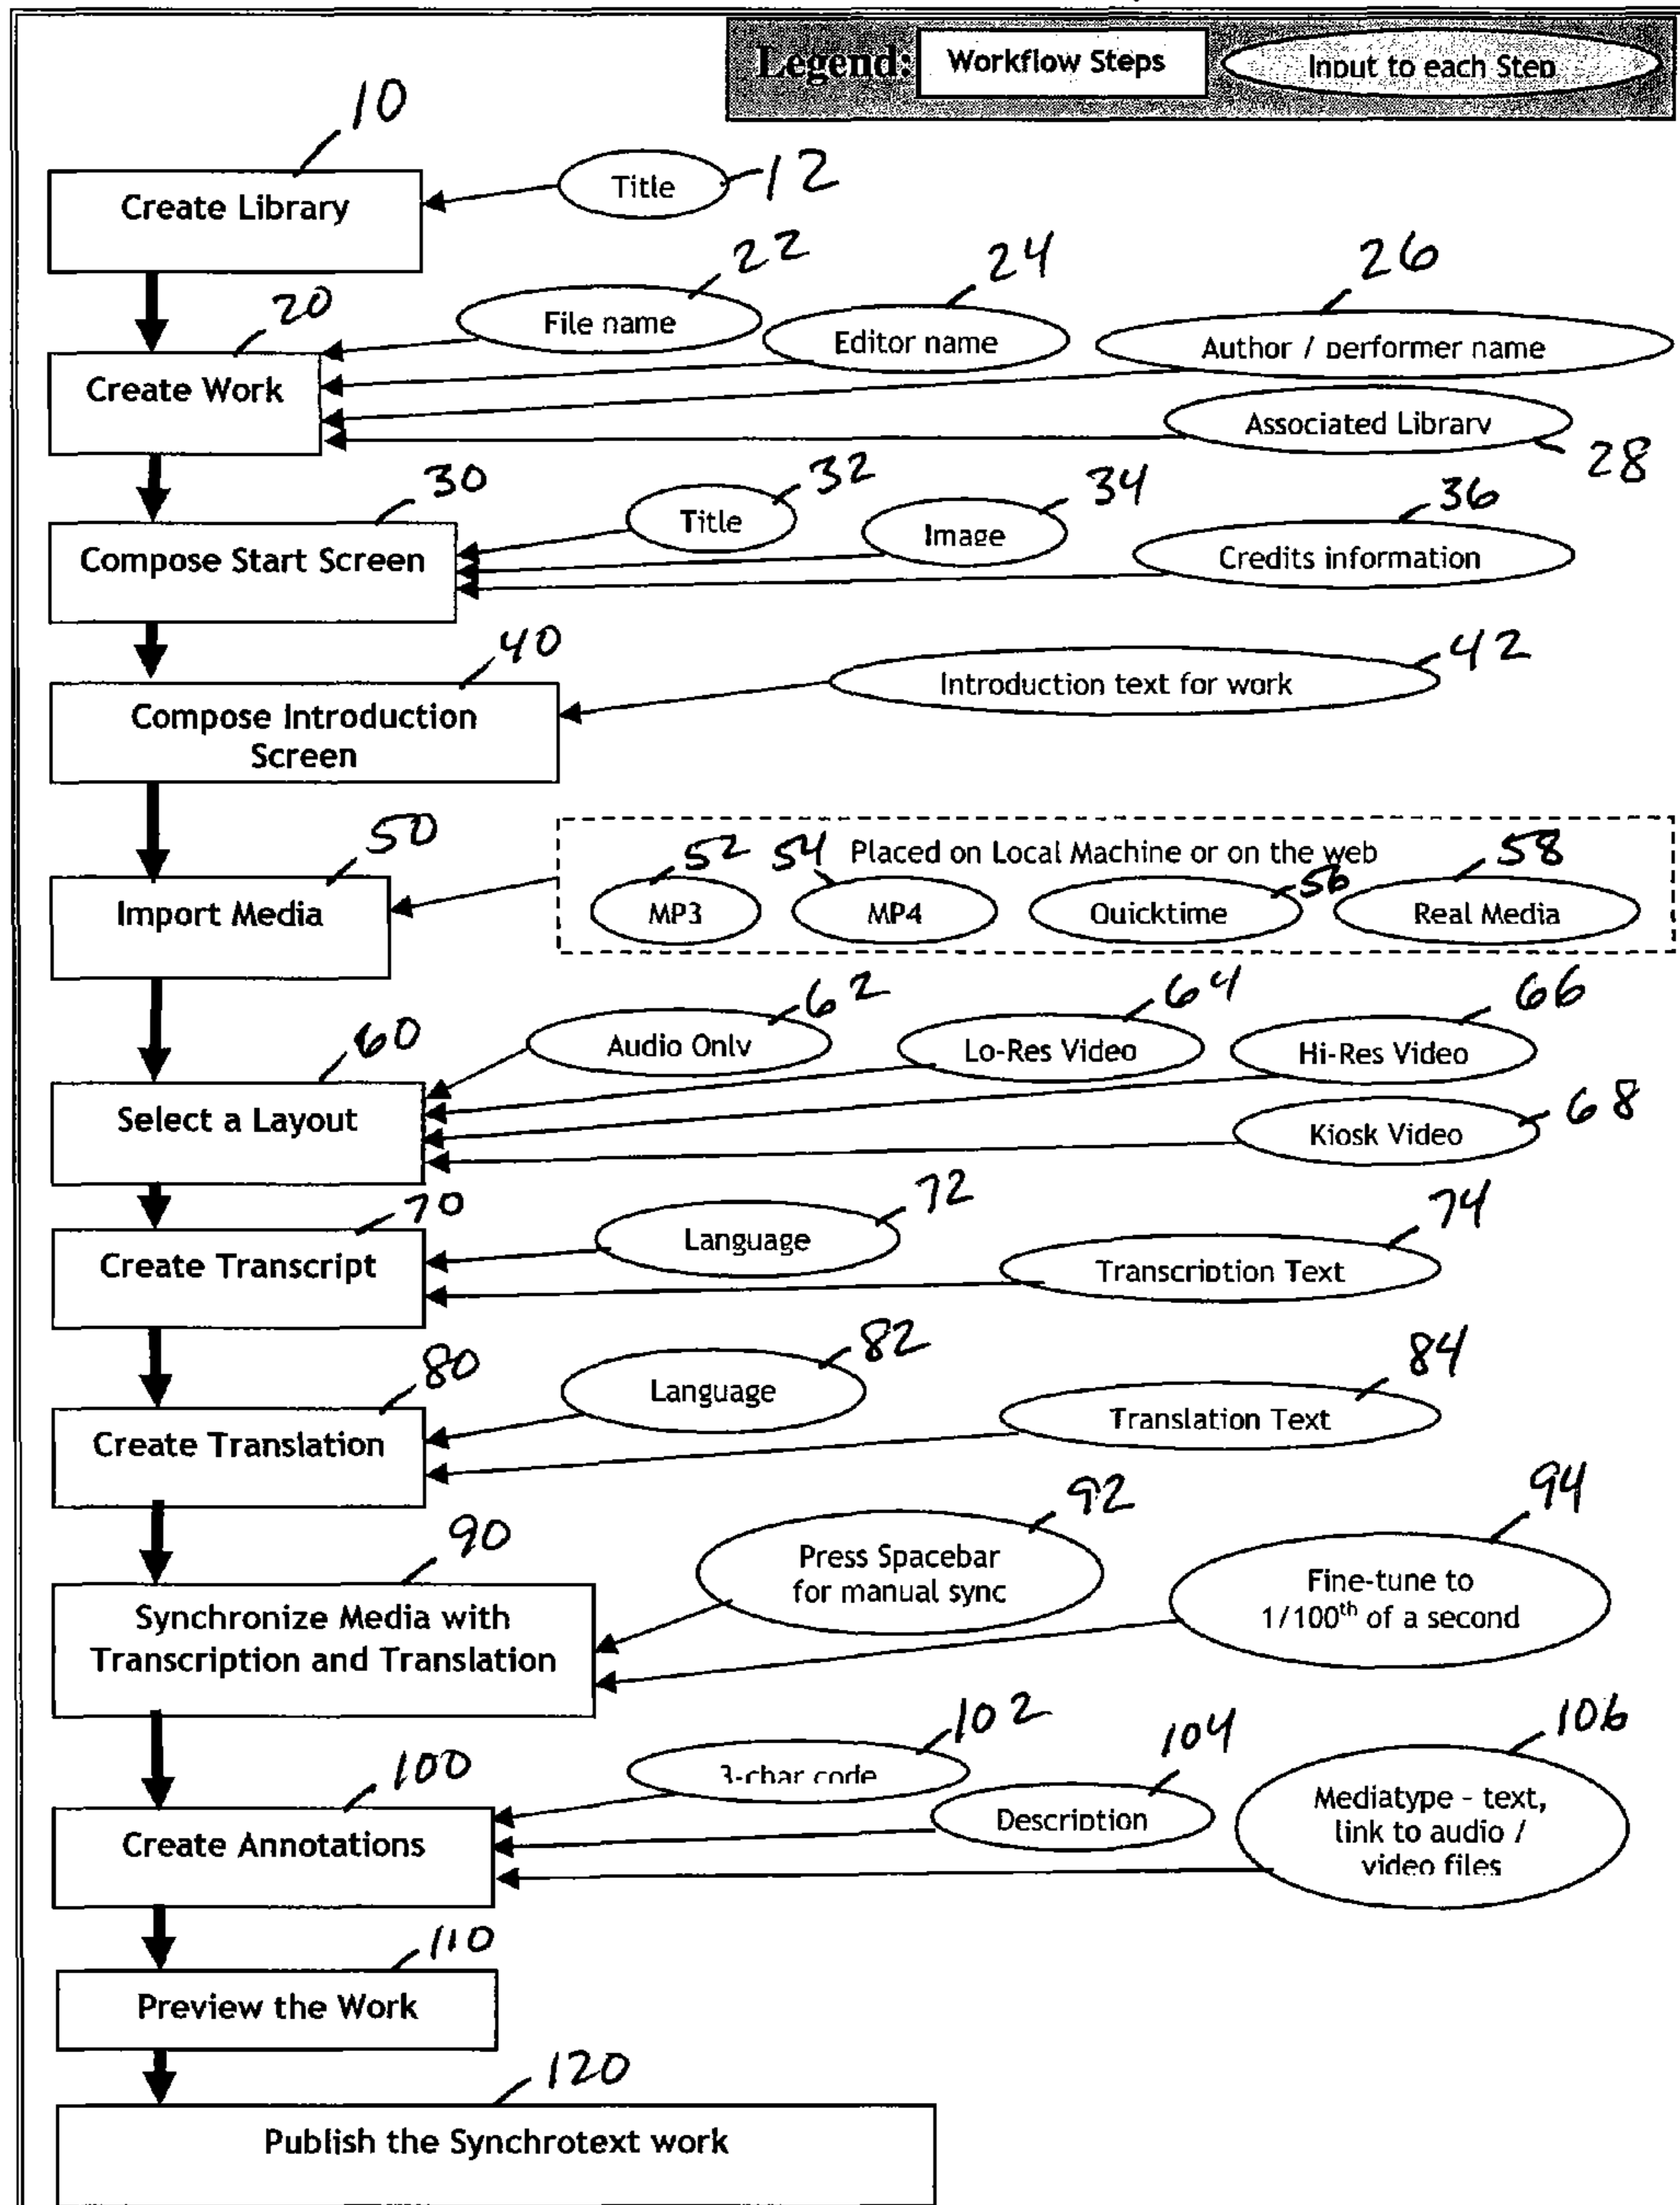 Legend: Workflow Steps Input to each Step
10
Create Library
Title
12
22
24
26
20
File name
Editor name
Author / performer name
Create Work
Associated Library
28
30
32
34
36
Title
Image
Credits information
Compose Start Screen
40
42
Introduction text for work
Compose Introduction
Screen
50
52
54
Placed on Local Machine or on the web
56
58
Import Media
MP3
MP4
Quicktime
Real Media
62
64
66
60
Audio Only
Lo-Res Video
Hi-Res Video
68
Select a Layout
Kiosk Video
70
72
74
Language
Create Transcript
Transcription Text
80
82
84
Language
Translation Text
Create Translation
90
92
94
Press Spacebar
for manual sync
Fine-tune to
1/100th of a second
Synchronize Media with
Transcription and Translation
100
102
104
106
3-char code
Description
Mediatype - text,
link to audio /
video files
Create Annotations
110
Preview the Work
120
Publish the Synchrotext work